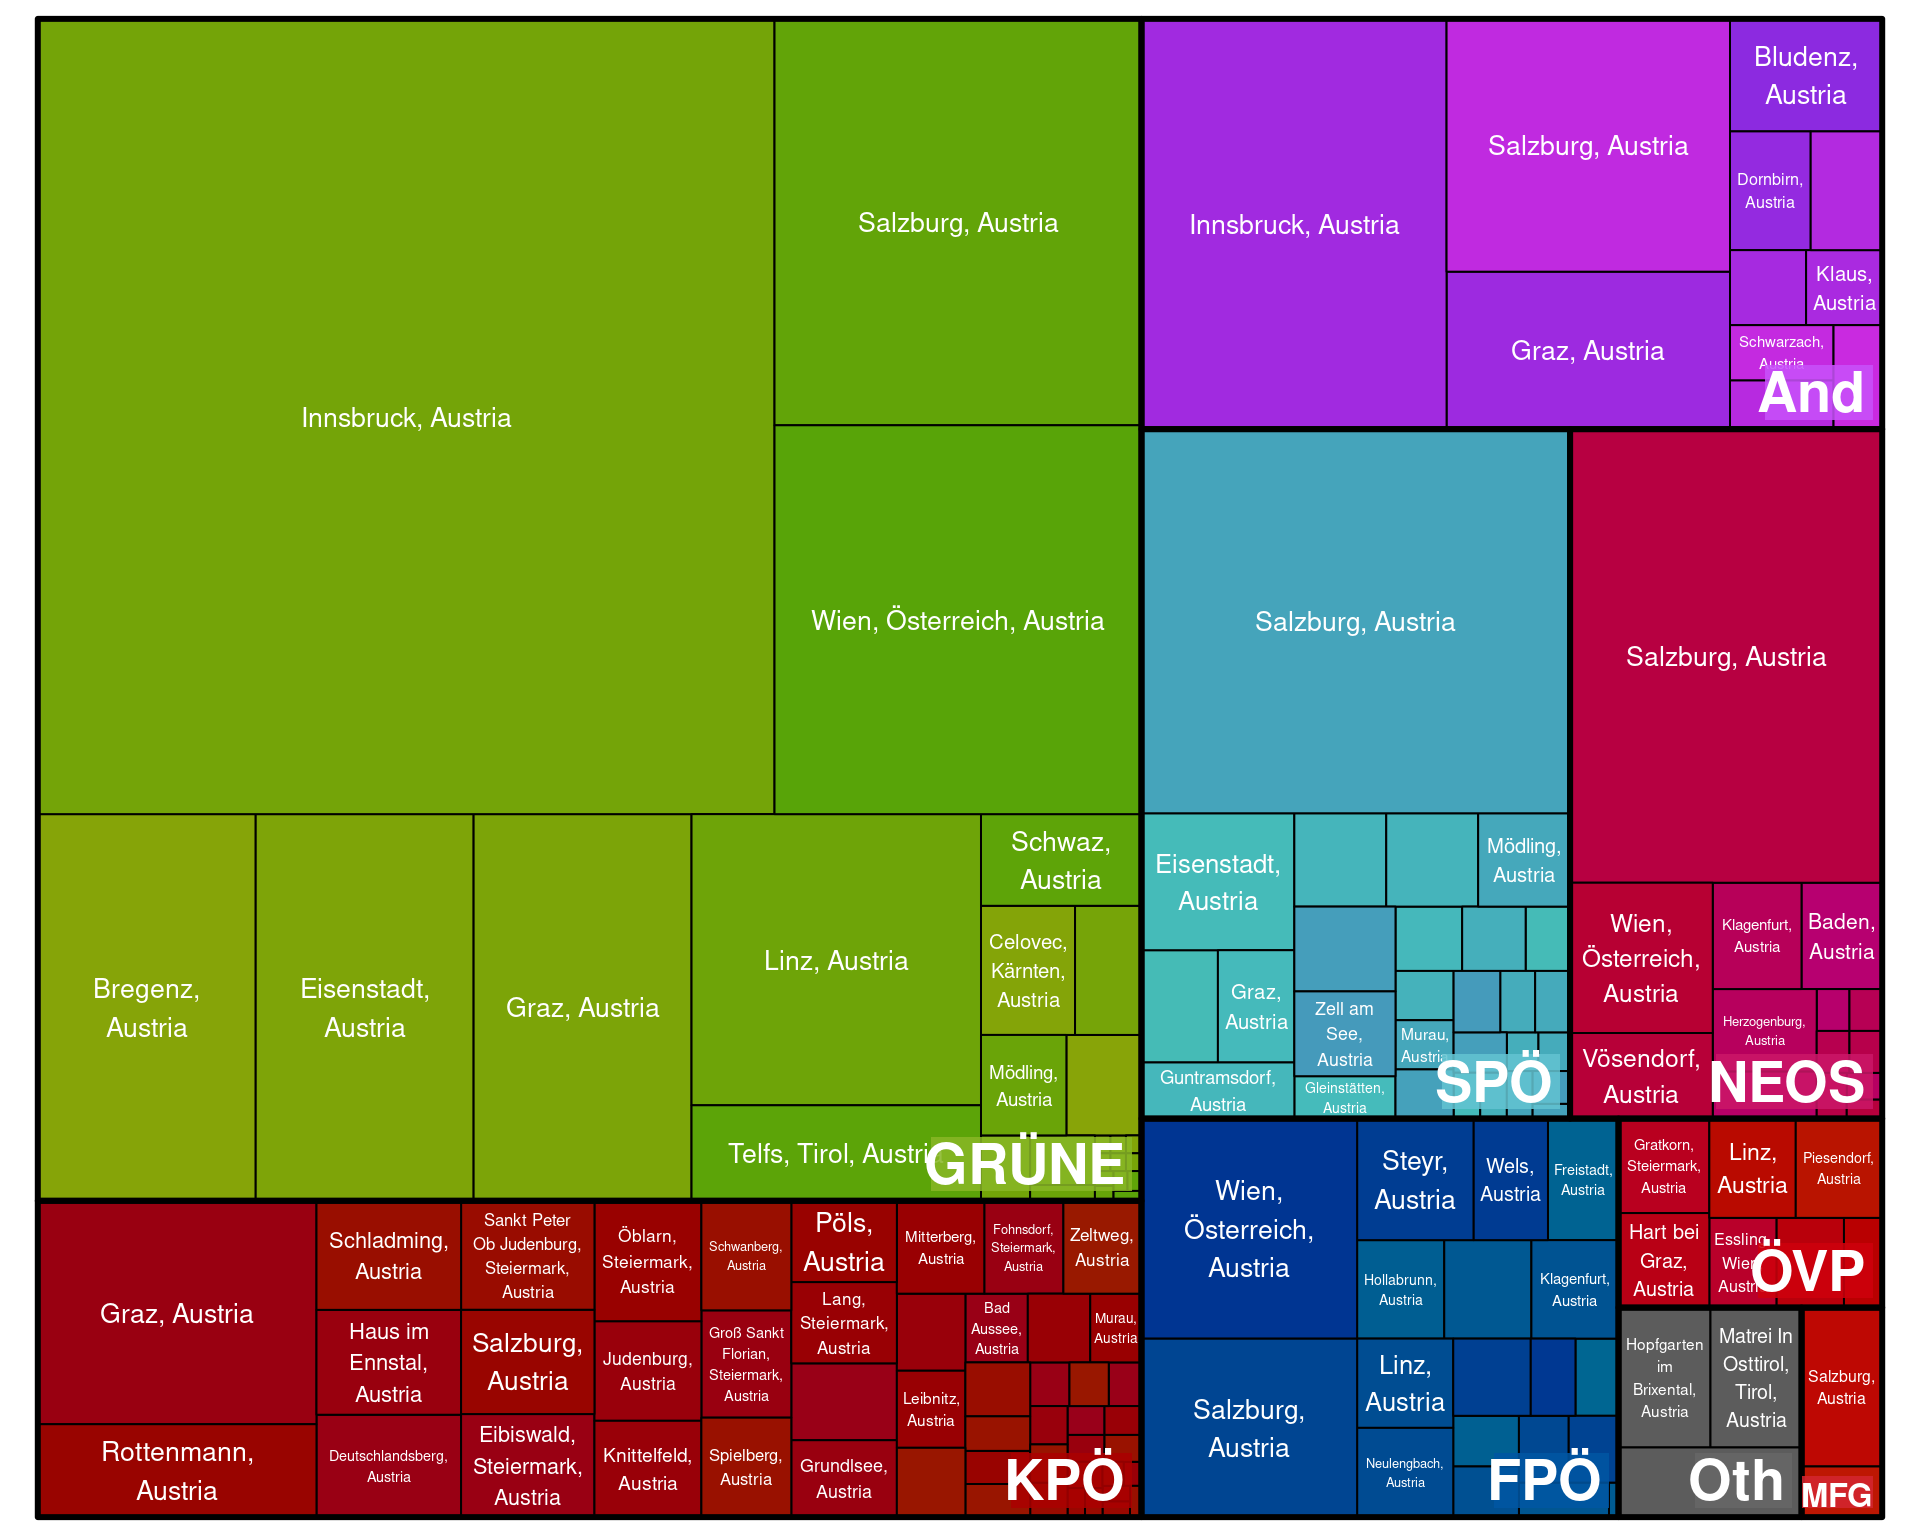 Innsbruck, Austria
Salzburg, Austria
Wien, Österreich, Austria
Bregenz,
Austria
Eisenstadt,
Austria
Graz, Austria
Linz, Austria
Telfs, Tirol, Austria
Schwaz,
Austria
Celovec,
Kärnten,
Austria
Mödling,
Austria
GRÜNE
Innsbruck, Austria
Salzburg, Austria
Graz, Austria
Bludenz,
Austria
Dornbirn,
Austria
Klaus,
Austria
Schwarzach,
Austria
And
Salzburg, Austria
Eisenstadt,
Austria
Graz,
Austria
Guntramsdorf,
Austria
Mödling,
Austria
Zell am
See,
Austria
Gleinstätten,
Austria
Murau,
Austria
SPÖ
Salzburg, Austria
Wien,
Österreich,
Austria
Vösendorf,
Austria
Klagenfurt,
Austria
Baden,
Austria
Herzogenburg,
Austria
NEOS
Graz, Austria
Rottenmann,
Austria
Schladming,
Austria
Haus im
Ennstal,
Austria
Deutschlandsberg,
Austria
Sankt Peter
Ob Judenburg,
Steiermark,
Austria
Salzburg,
Austria
Eibiswald,
Steiermark,
Austria
Öblarn,
Steiermark,
Austria
Judenburg,
Austria
Knittelfeld,
Austria
Schwanberg,
Austria
Groß Sankt
Florian,
Steiermark,
Austria
Spielberg,
Austria
Pöls,
Austria
Lang,
Steiermark,
Austria
Grundlsee,
Austria
Mitterberg,
Austria
Leibnitz,
Austria
Fohnsdorf,
Steiermark,
Austria
Zeltweg,
Austria
Bad
Aussee,
Austria
Murau,
Austria
KPÖ
Wien,
Österreich,
Austria
Salzburg,
Austria
Steyr,
Austria
Wels,
Austria
Freistadt,
Austria
Hollabrunn,
Austria
Klagenfurt,
Austria
Linz,
Austria
Neulengbach,
Austria
FPÖ
Gratkorn,
Steiermark,
Austria
Hart bei
Graz,
Austria
Linz,
Austria
Piesendorf,
Austria
Essling,
Wien,
Austria
ÖVP
Hopfgarten
im
Brixental,
Austria
Matrei In
Osttirol,
Tirol,
Austria
Oth
Salzburg,
Austria
MFG